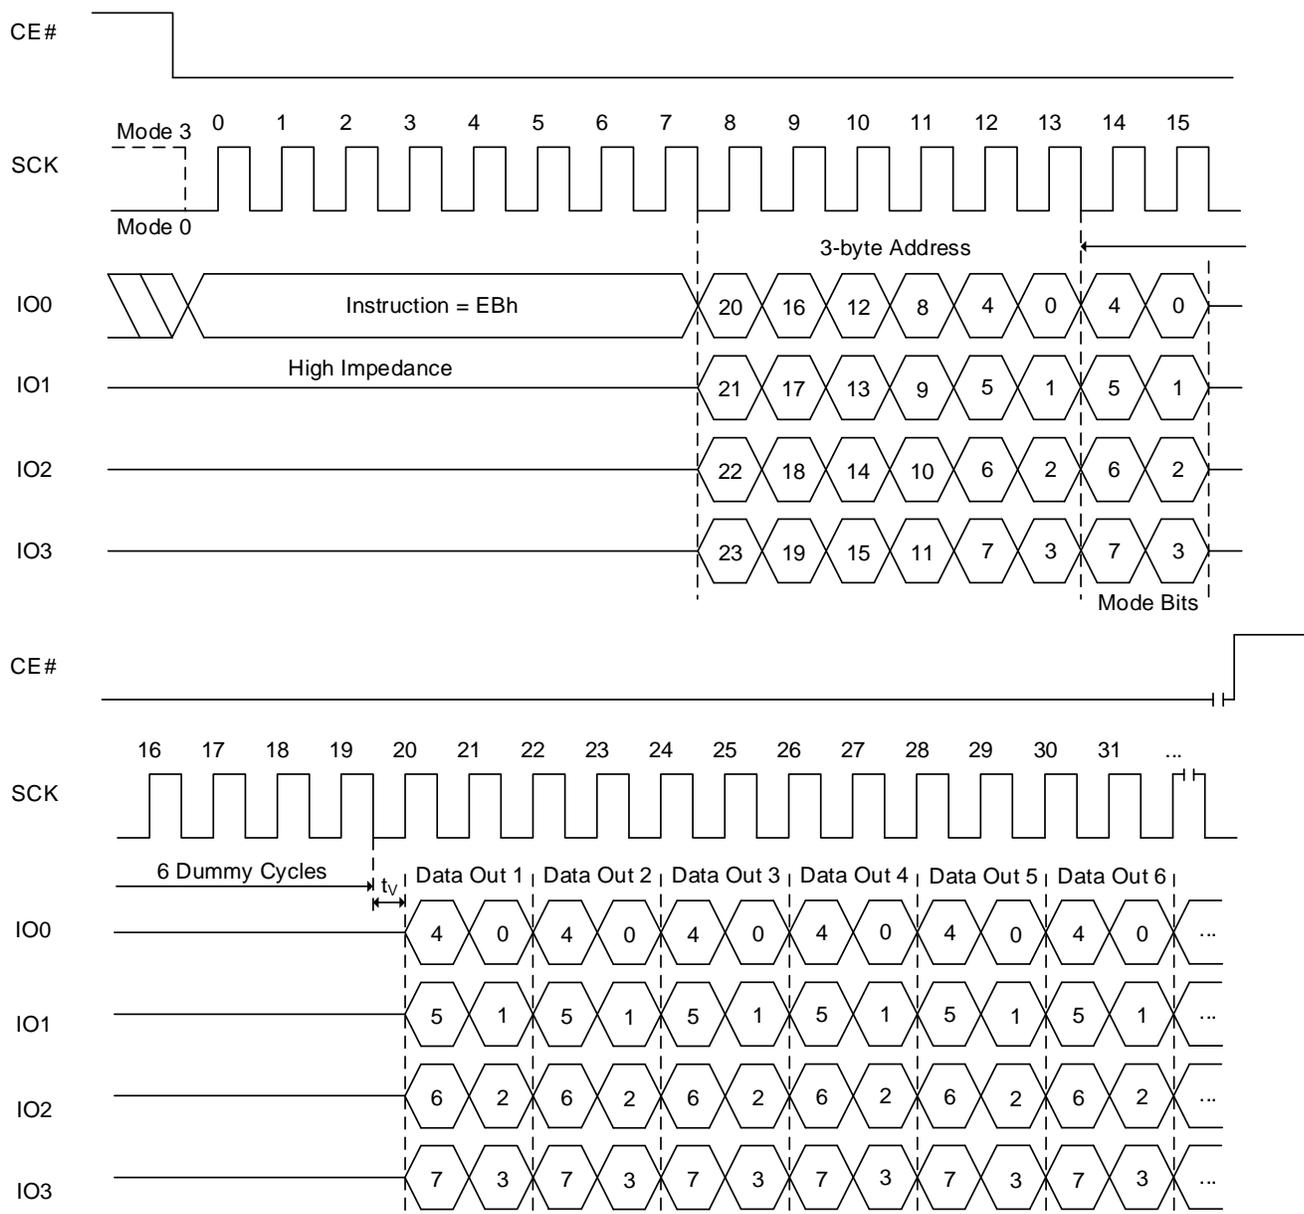 CE#
Mode 3 0 1 2 3 4 5 6 7 8 9 10 11 12 13 14 15
SCK
Mode 0
3-byte Address
IO0 Instruction = EBh 20 16 12 8 4 0 4 0
High Impedance
IO1 21 17 13 9 5 1 5 1
IO2 22 18 14 10 6 2 6 2
IO3 23 19 15 11 7 3 7 3
Mode Bits
CE#
16 17 18 19 20 21 22 23 24 25 26 27 28 29 30 31 ...
SCK
6 Dummy Cycles tV Data Out 1 Data Out 2 Data Out 3 Data Out 4 Data Out 5 Data Out 6
IO0 4 0 4 0 4 0 4 0 4 0 4 0 ...
IO1 5 1 5 1 5 1 5 1 5 1 5 1 ...
IO2 6 2 6 2 6 2 6 2 6 2 6 2 ...
IO3 7 3 7 3 7 3 7 3 7 3 7 3 ...